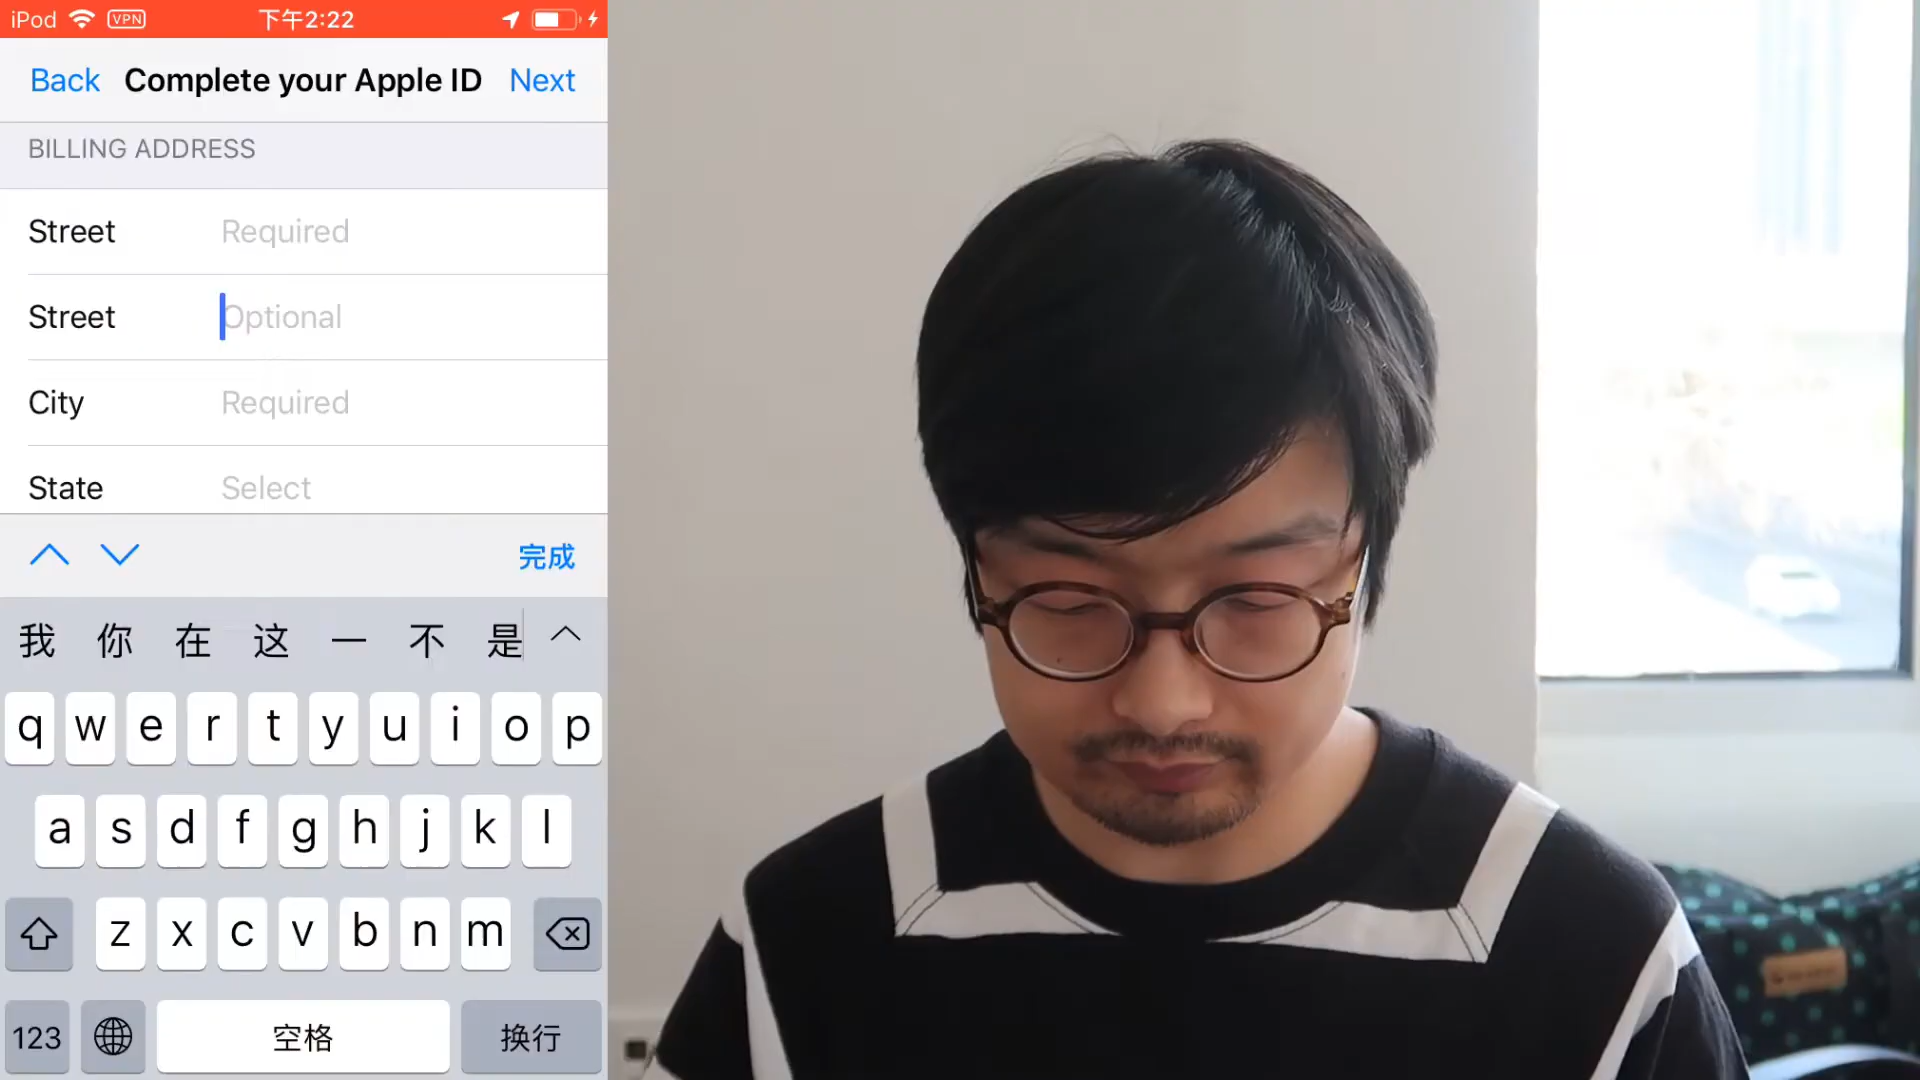 iPod VPN 下午2:22
Back Complete your Apple ID Next
BILLING ADDRESS
Street Required
Street Optional
City Required
State Select
完成
我 你 在 这 一 不 是
q w e r t y u i o p
a s d f g h j k l
z x c v b n m
123 空格 换行